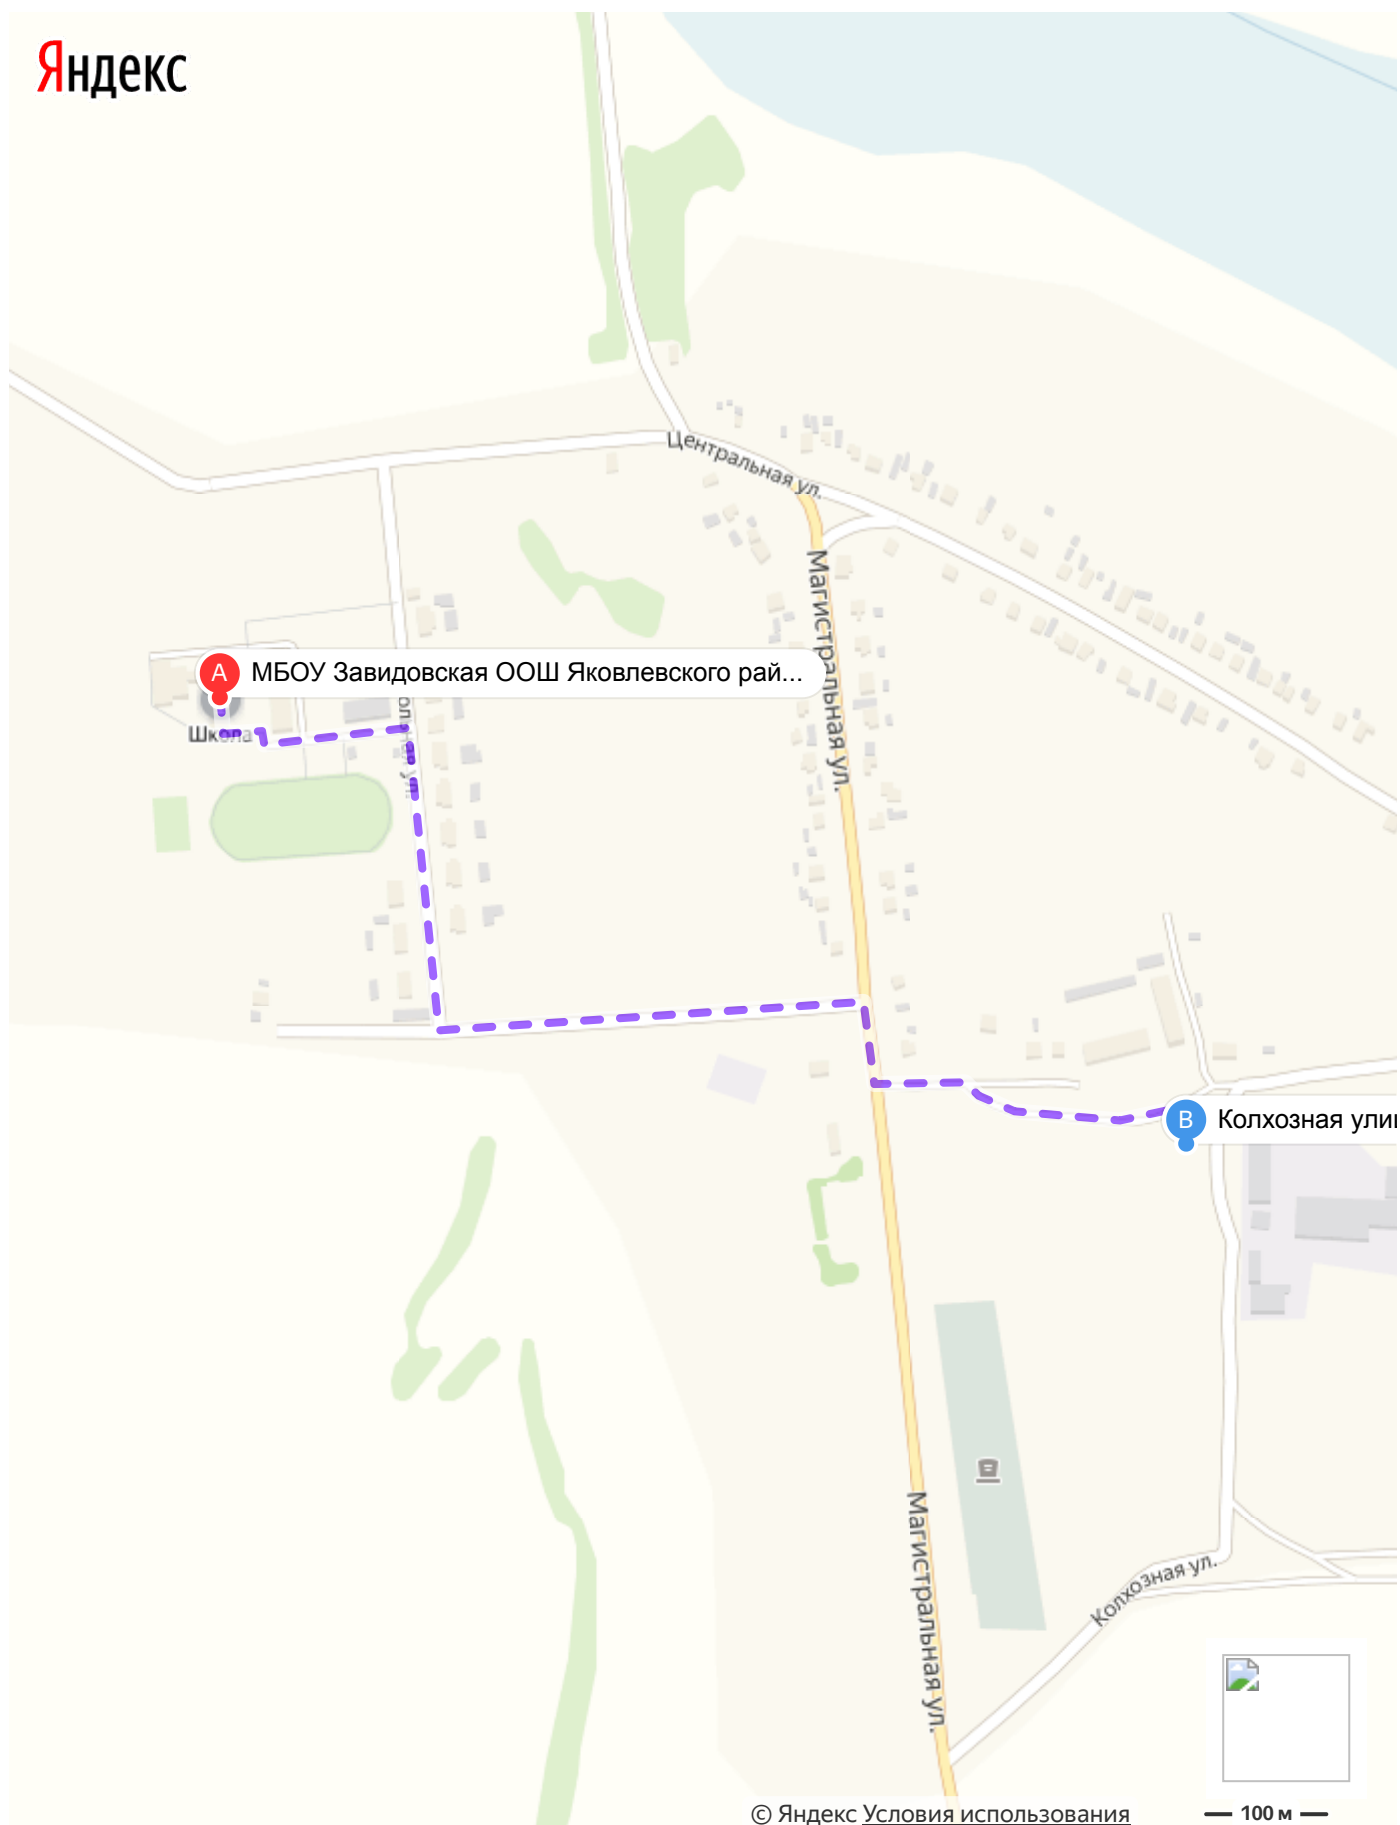 Яндекс
Центральная ул.
Магистральная ул.
A
МБОУ Завидовская ООШ Яковлевского рай...
Школа
B
Колхозная
Магистральная ул.
Колхозная ул.
© Яндекс Условия использования
100 м